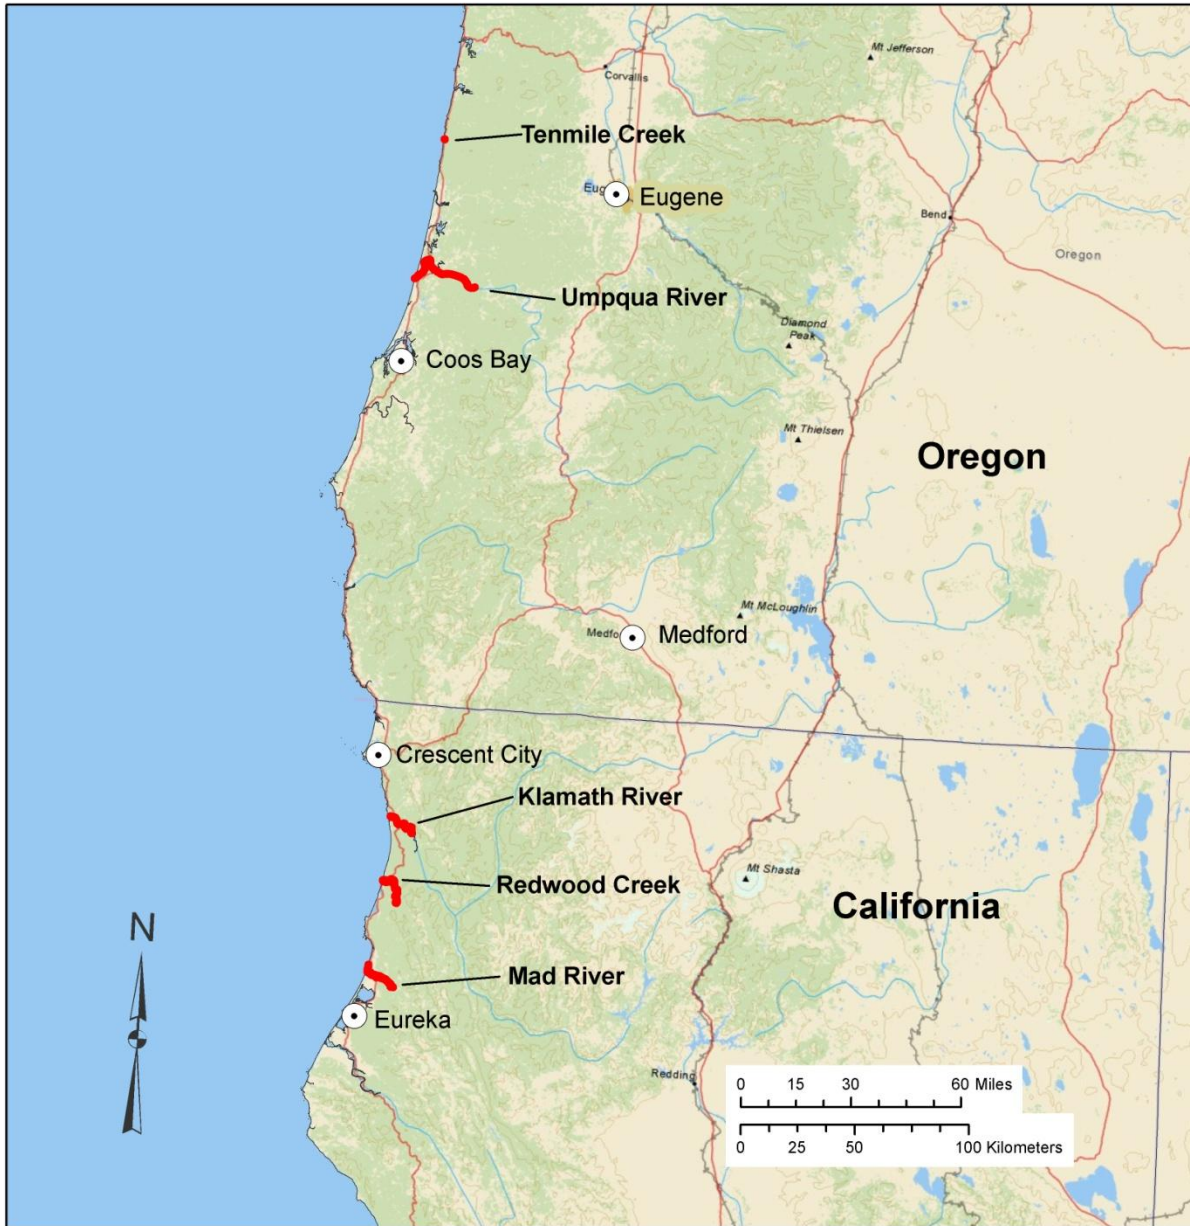 Mt Jefferson
Corvallis
Tenmile Creek
Eug
Eugene
Bend
Oregon
Umpqua River
Diamond
Peak
Coos Bay
Mt Thielsen
Oregon
Mt McLoughlin
Medfo
Medford
Crescent City
Klamath River
Mt Shasta
Redwood Creek
California
N
Mad River
Eureka
Redding
0 15 30 60 Miles
0 25 50 100 Kilometers